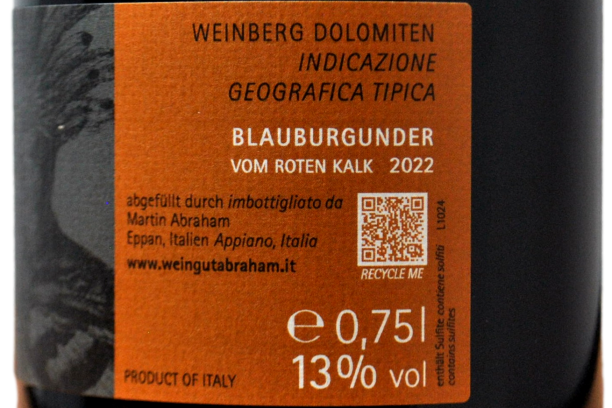 WEINBERG DOLOMITEN
INDICAZIONE
GEOGRAFICA TIPICA
BLAUBURGUNDER
VOM ROTEN KALK 2022
abgefüllt durch imbottigliato da
Martin Abraham
Eppan, Italien Appiano, Italia
www.weingutabraham.it
RECYCLE ME
enthält Sulfite contiene solfiti L1024
contains sulfites
℮ 0,75l
13% vol
PRODUCT OF ITALY